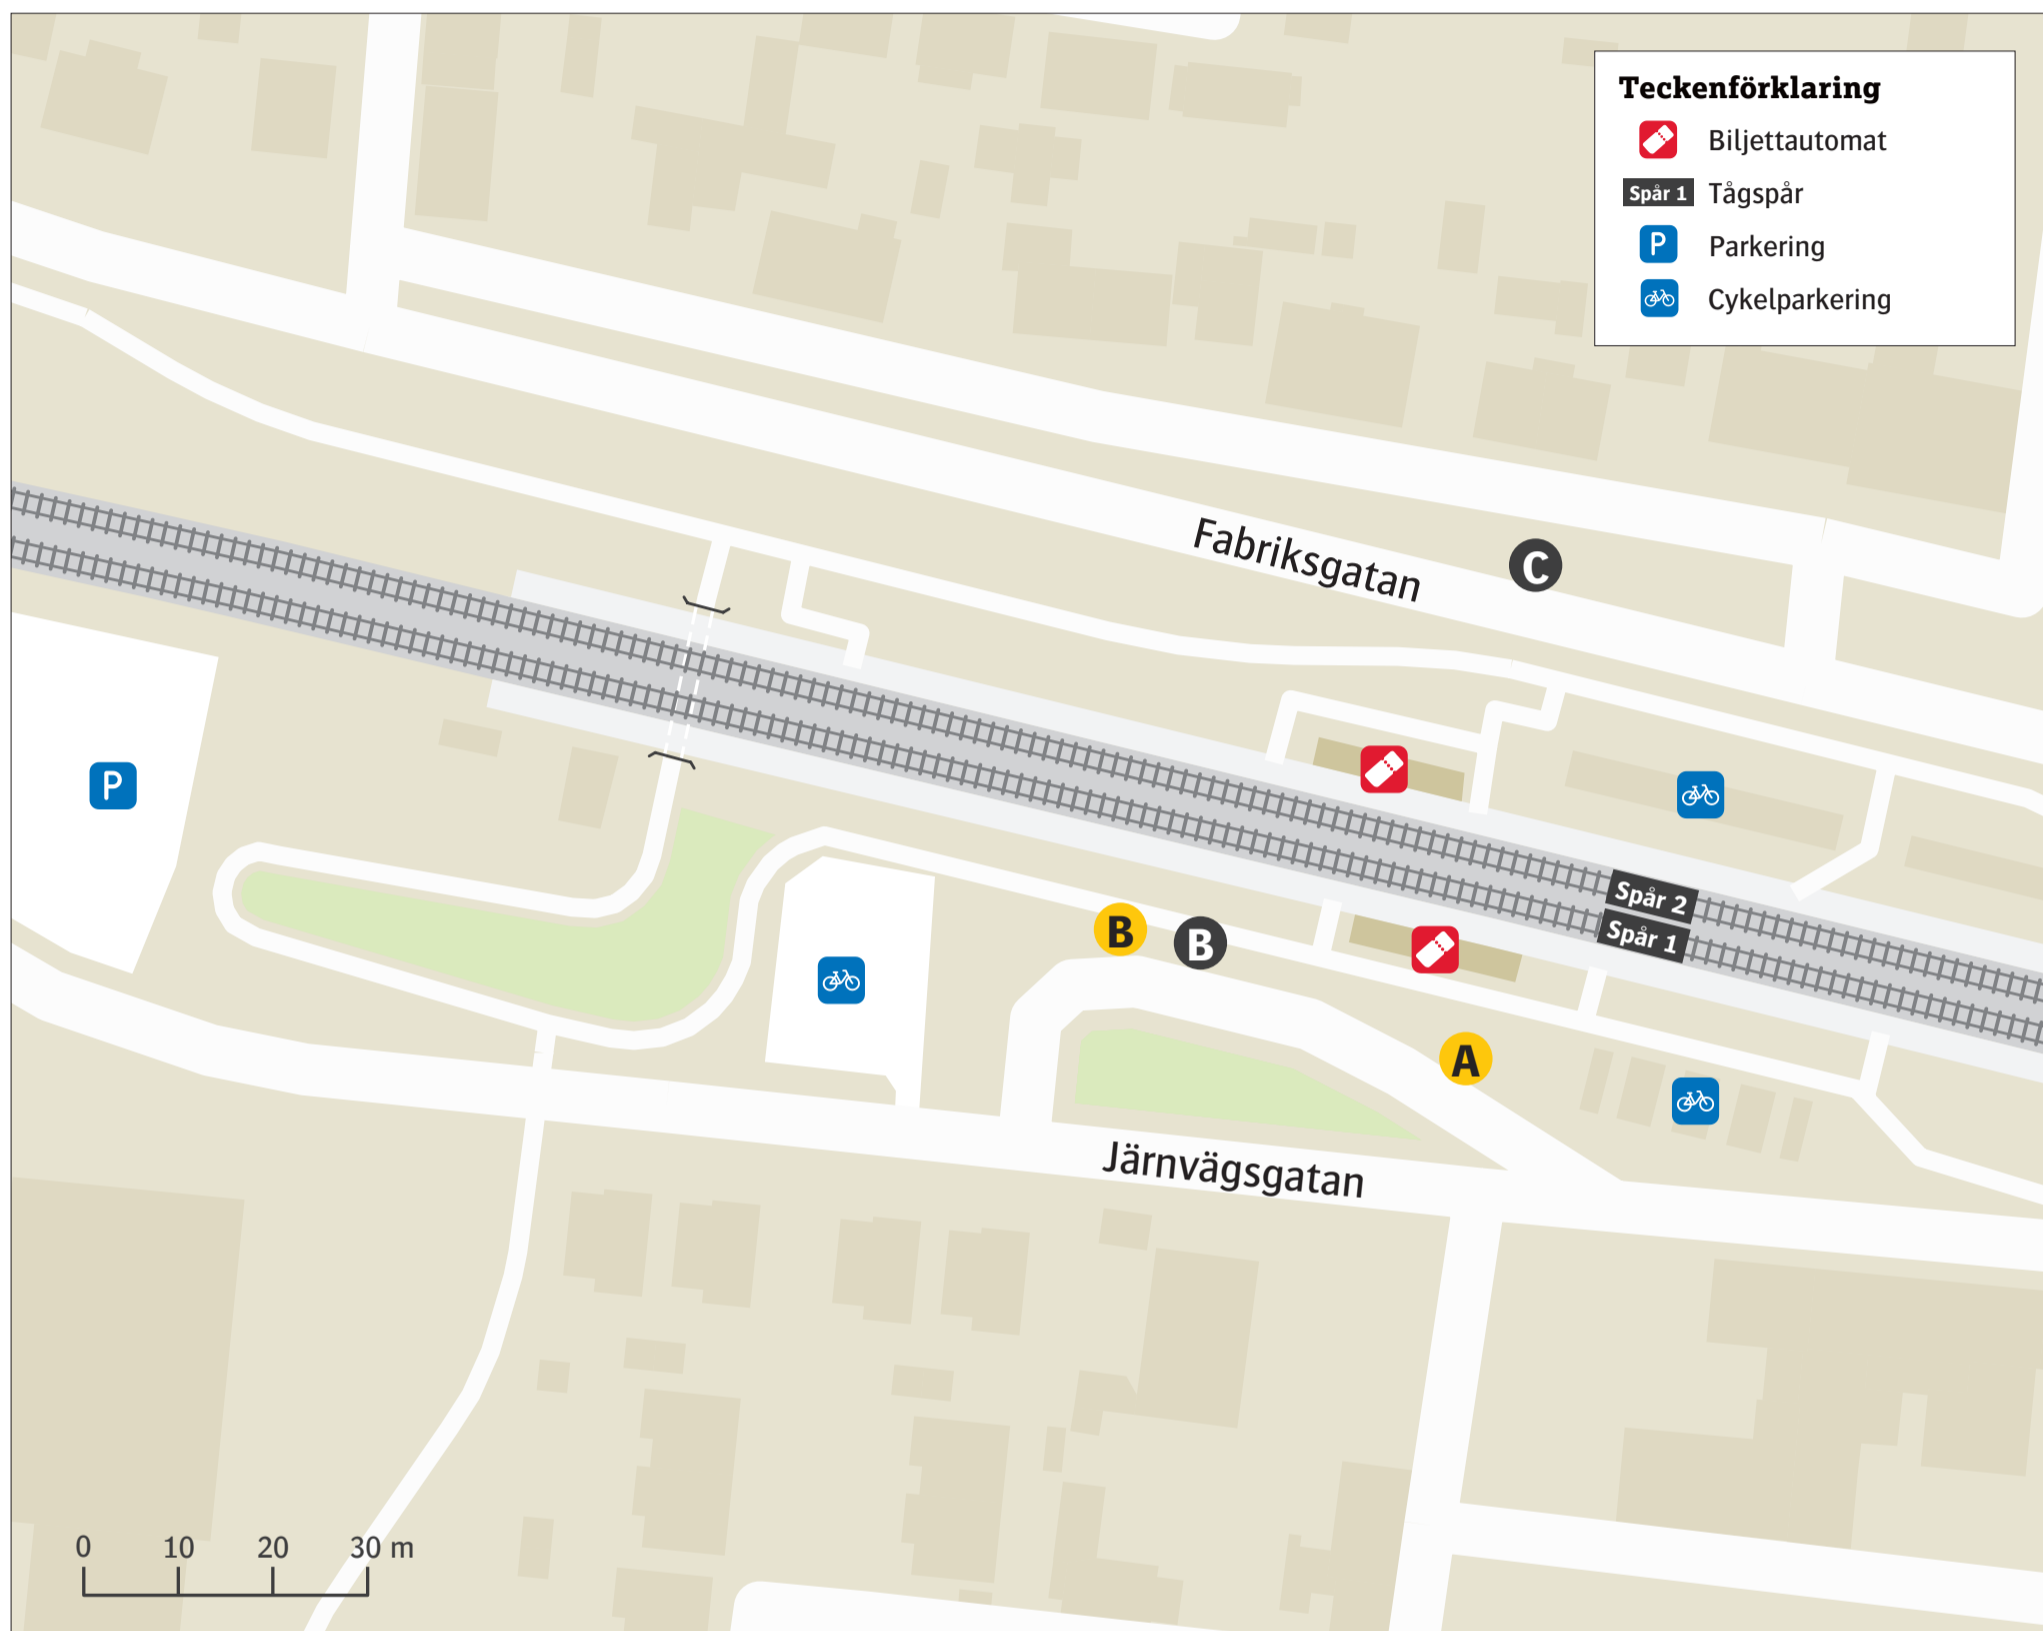 Teckenförklaring
Biljettautomat
Spår 1 Tågspår
P Parkering
Cykelparkering
Fabriksgatan
C
P
Spår 2
Spår 1
B
B
A
Järnvägsgatan
0 10 20 30 m